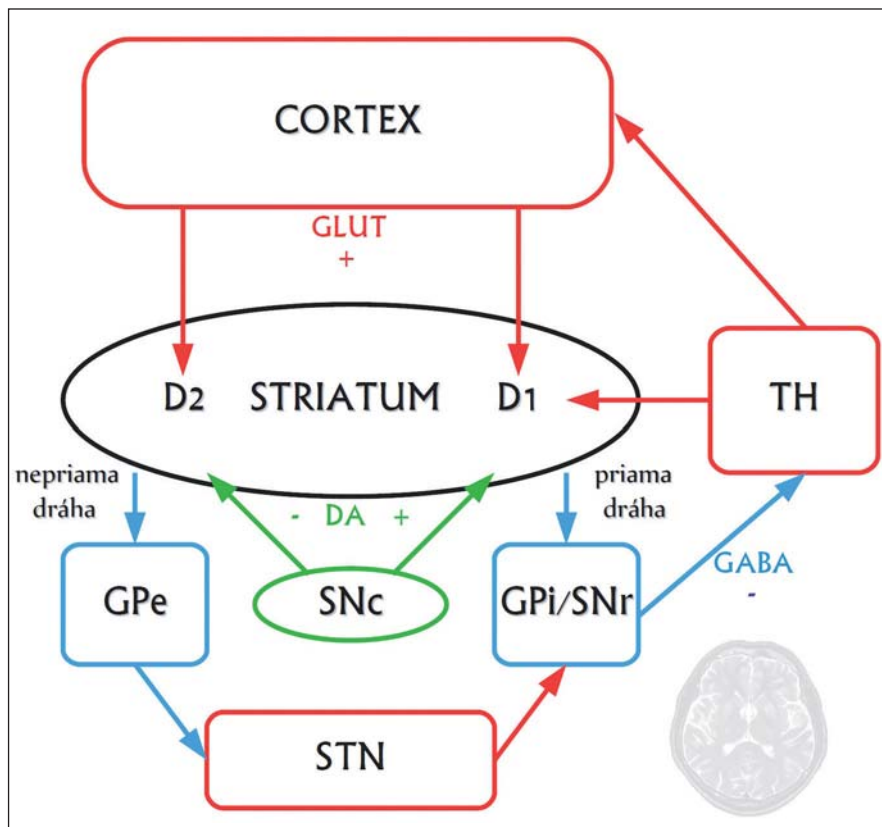 CORTEX
GLUT
+
D2 STRIATUM D1
TH
nepriama
dráha
- DA +
priama
dráha
GPe
SNc
GPi/SNr
GABA
-
STN